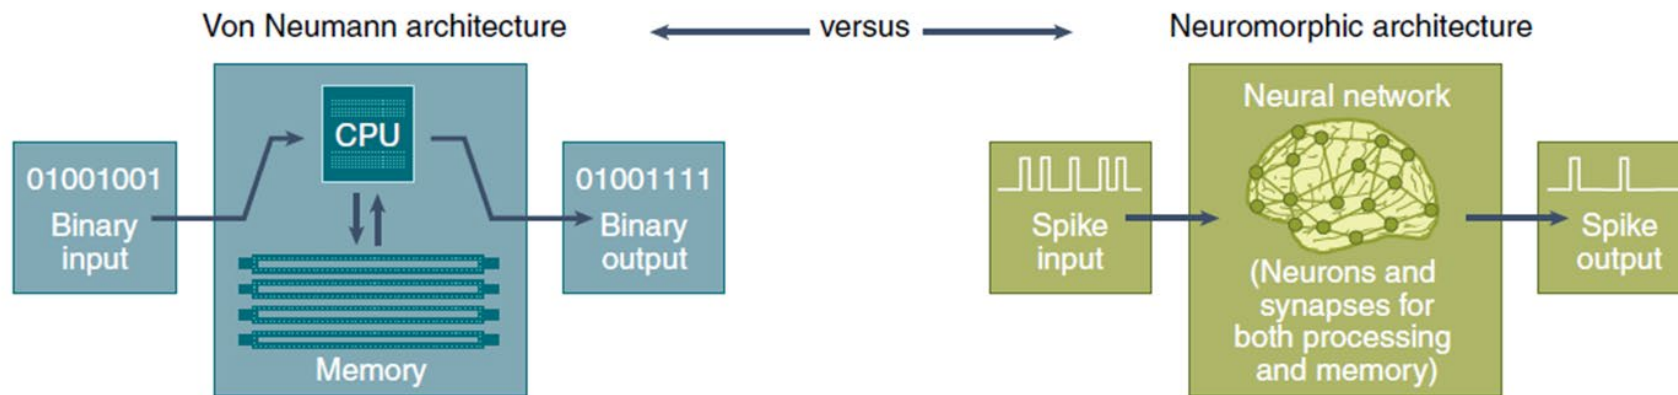 Von Neumann architecture
versus
Neuromorphic architecture
01001001
Binary
input
CPU
Memory
01001111
Binary
output
Spike
input
Neural network
(Neurons and
synapses for
both processing
and memory)
Spike
output